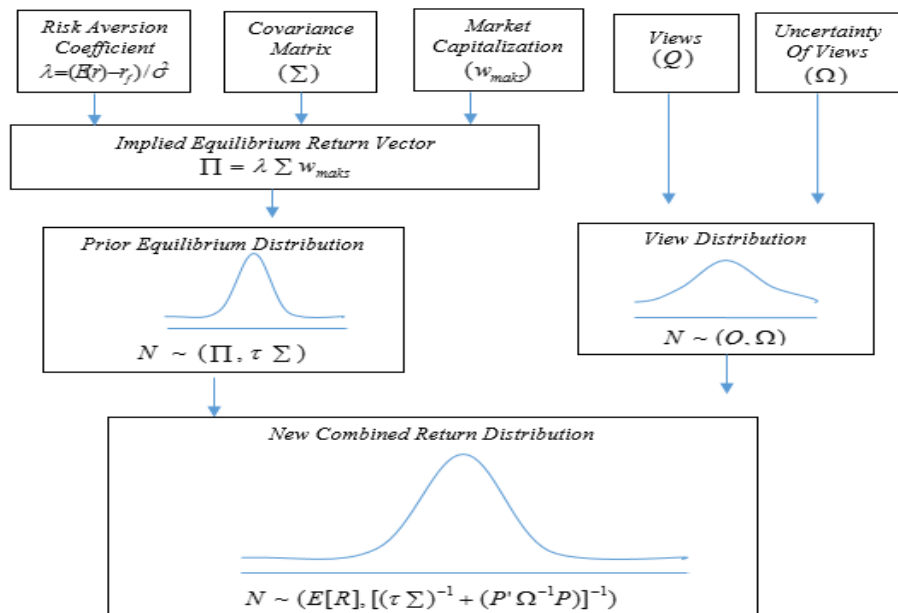 Risk Aversion
Coefficient
λ=(E(r)−r_f)/σ̂
Covariance
Matrix
(Σ)
Market
Capitalization
(w_maks)
Views
(Q)
Uncertainty
Of Views
(Ω)
Implied Equilibrium Return Vector
Π = λ Σ w_maks
Prior Equilibrium Distribution
N ~ (Π, τ Σ)
View Distribution
N ~ (Q, Ω)
New Combined Return Distribution
N ~ (E[R], [(τ Σ)⁻¹ + (P' Ω⁻¹ P)]⁻¹)